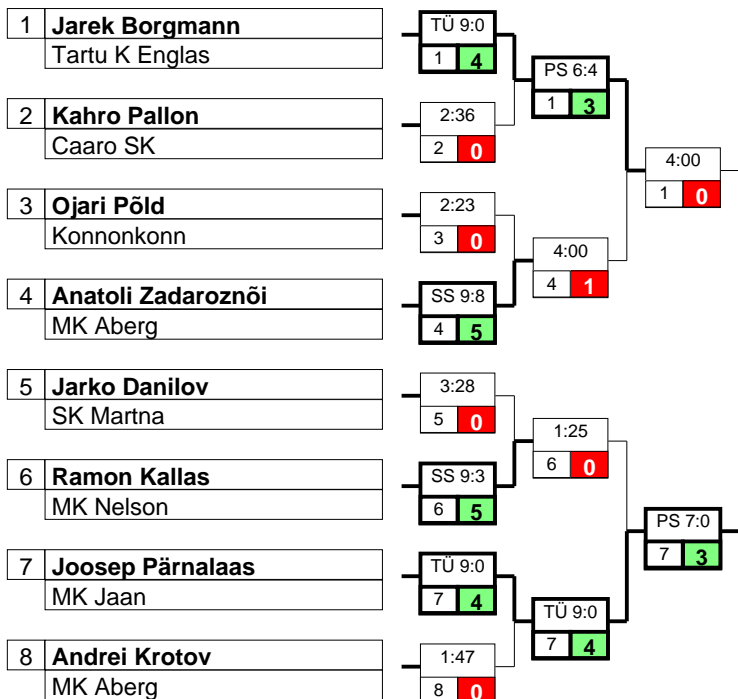 1 Jarek Borgmann
Tartu K Englas
TÜ 9:0
1 4
PS 6:4
1 3
2 Kahro Pallon
Caaro SK
2:36
2 0
4:00
1 0
3 Ojari Põld
Konnonkonn
2:23
3 0
4:00
4 1
4 Anatoli Zadaroznõi
MK Aberg
SS 9:8
4 5
5 Jarko Danilov
SK Martna
3:28
5 0
1:25
6 0
6 Ramon Kallas
MK Nelson
SS 9:3
6 5
PS 7:0
7 3
7 Joosep Pärnalaas
MK Jaan
TÜ 9:0
7 4
TÜ 9:0
7 4
8 Andrei Krotov
MK Aberg
1:47
8 0